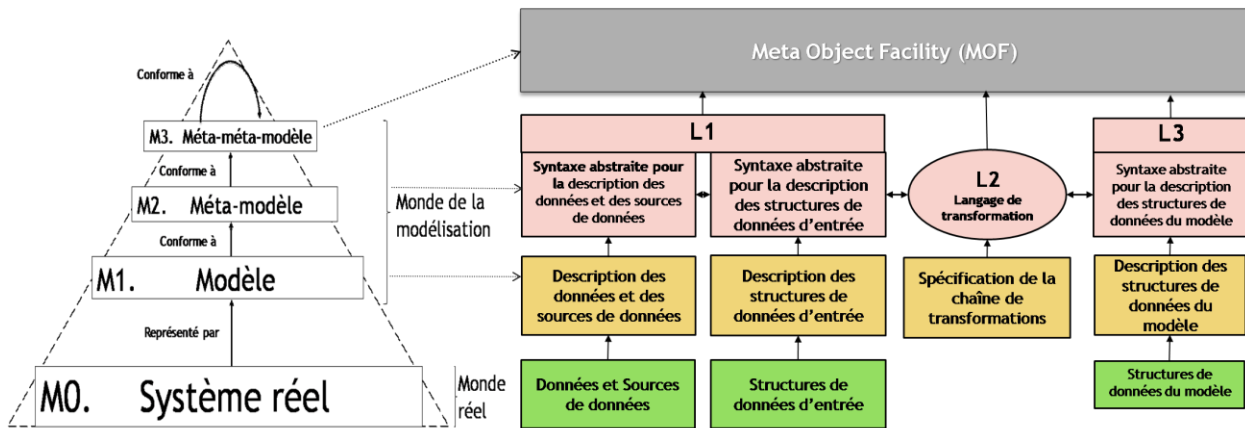 Conforme à
M3. Méta-méta-modèle
Conforme à
M2. Méta-modèle
Conforme à
M1. Modèle
Représenté par
M0. Système réel
Monde de la
modélisation
Monde
réel
Meta Object Facility (MOF)
L1
Syntaxe abstraite pour
la description des
données et des sources
de données
Syntaxe abstraite
pour la description
des structures de
données d’entrée
L2
Langage de
transformation
L3
Syntaxe abstraite
pour la description
des structures de
données du modèle
Description des
données et des
sources de données
Description des
structures de
données d’entrée
Spécification de la
chaîne de
transformations
Description des
structures de
données du
modèle
Données et Sources
de données
Structures de
données d’entrée
Structures de
données du modèle